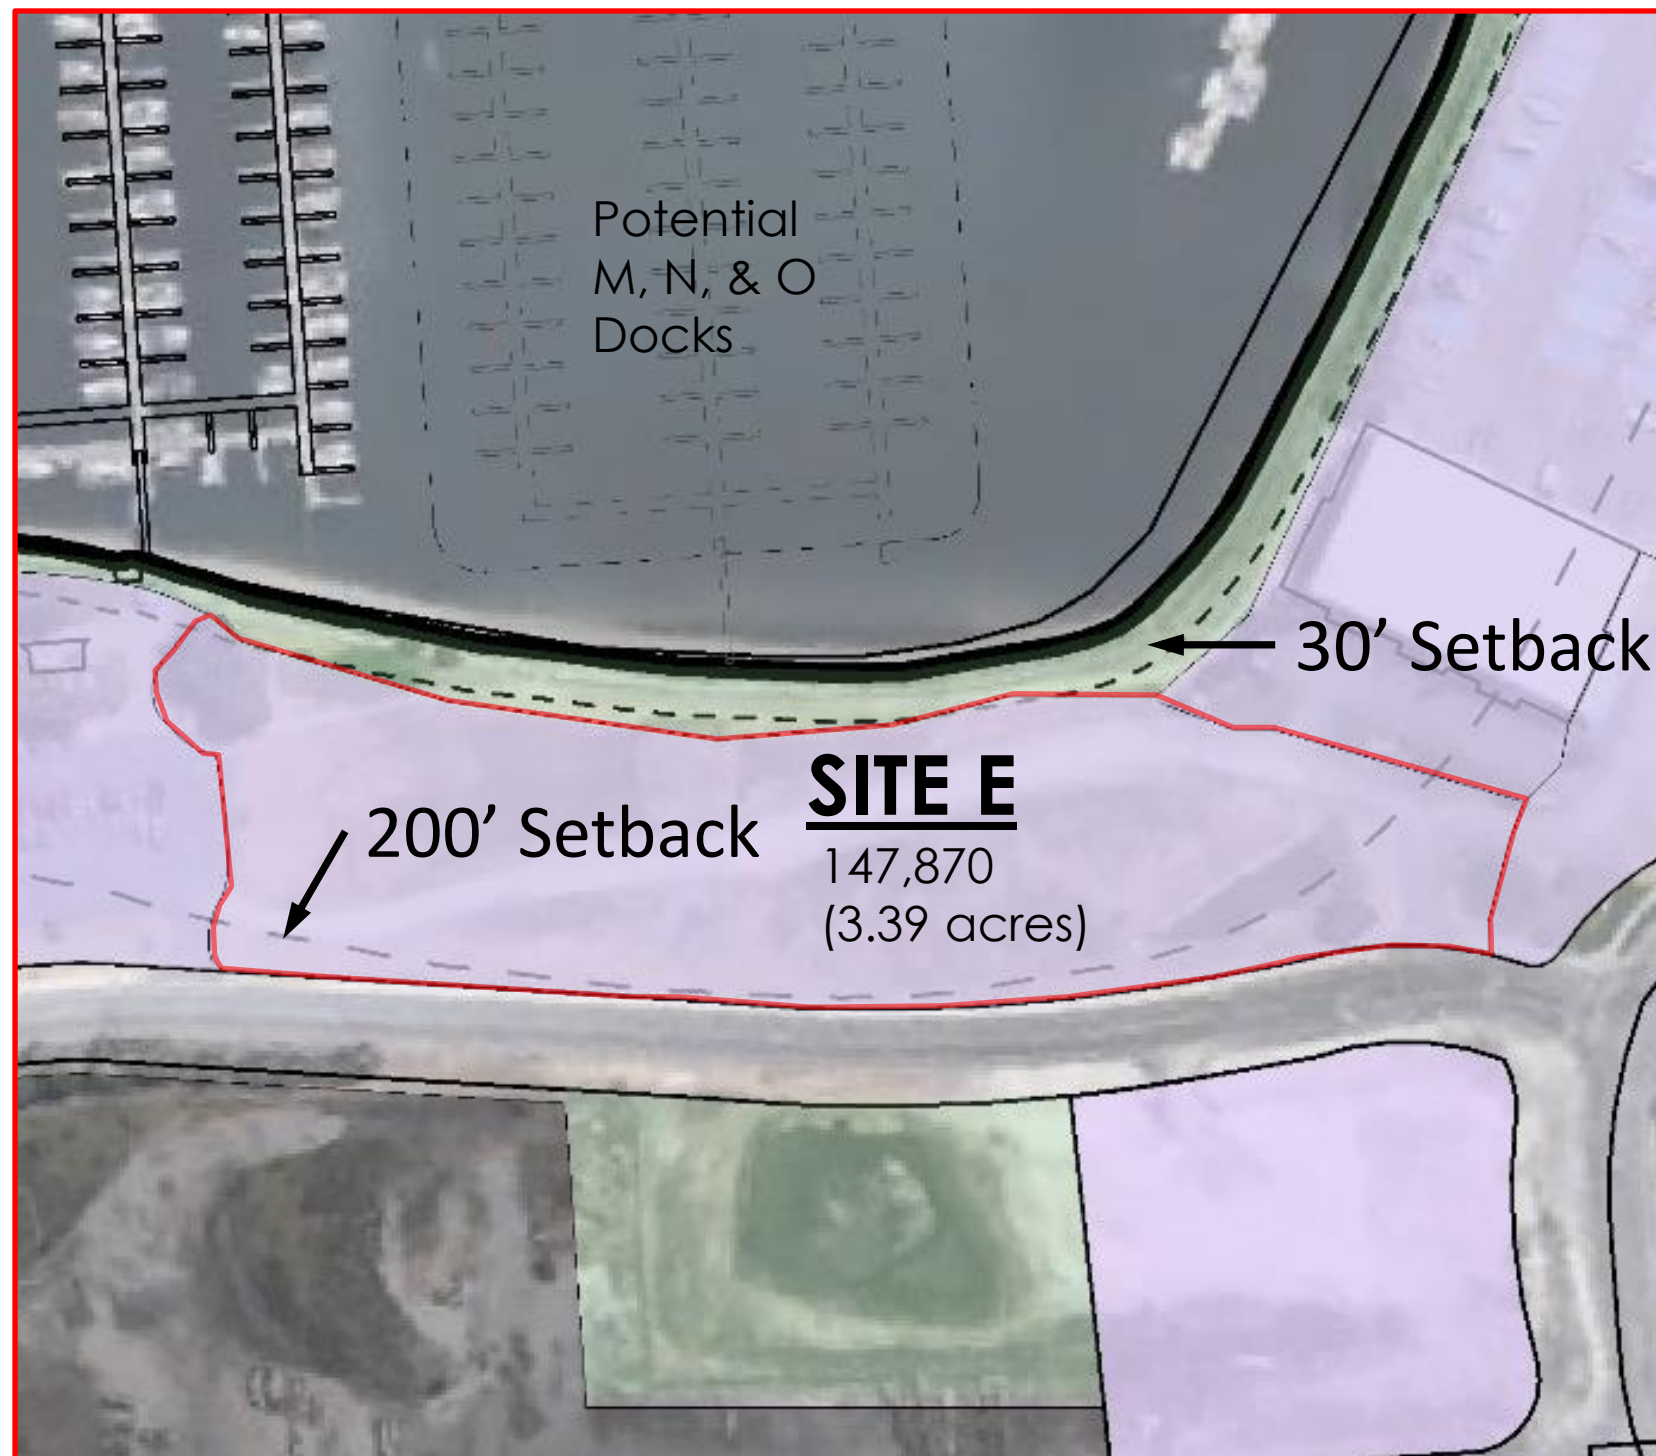 Potential
M, N, & O
Docks
30’ Setback
SITE E
200’ Setback
147,870
(3.39 acres)